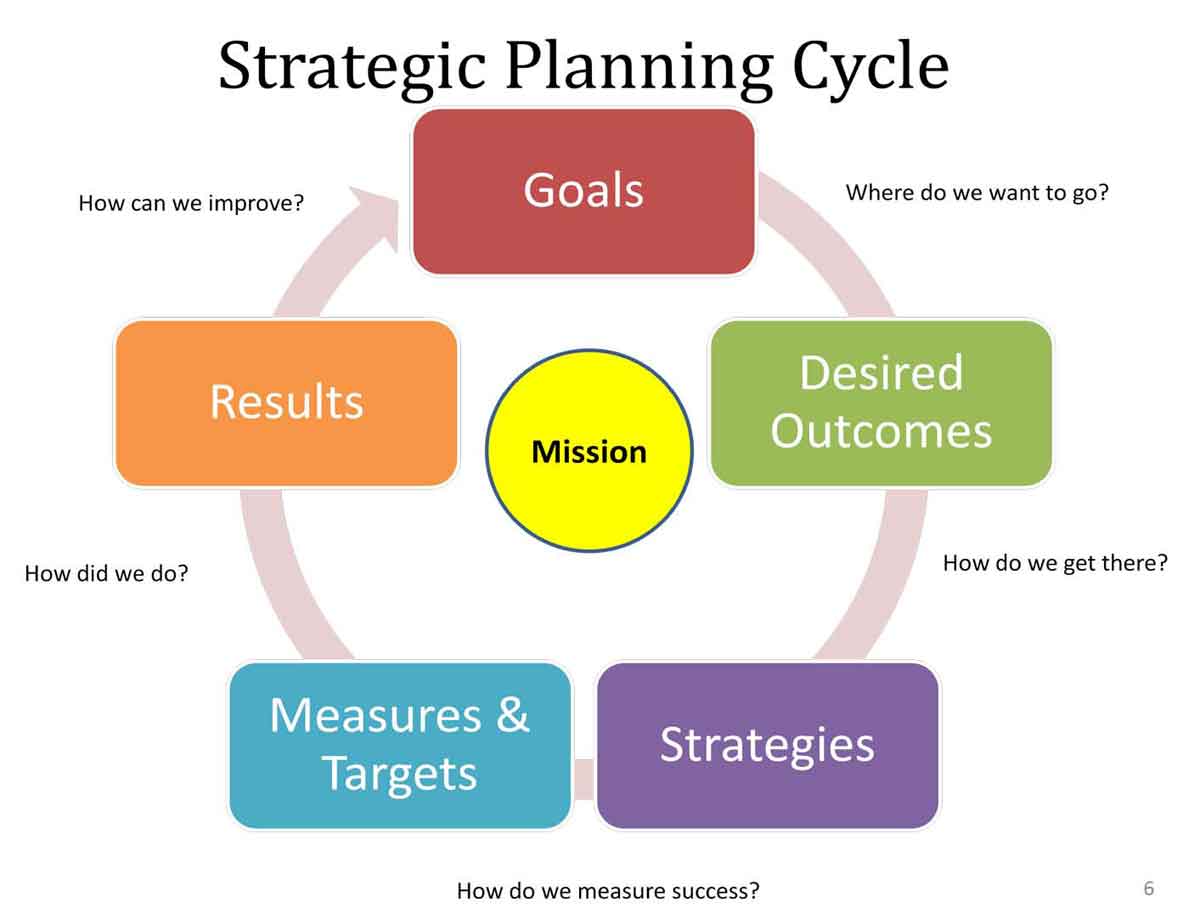 Strategic Planning Cycle
Goals
How can we improve?
Where do we want to go?
Results
Mission
Desired
Outcomes
How did we do?
How do we get there?
Measures &
Targets
Strategies
How do we measure success?
6